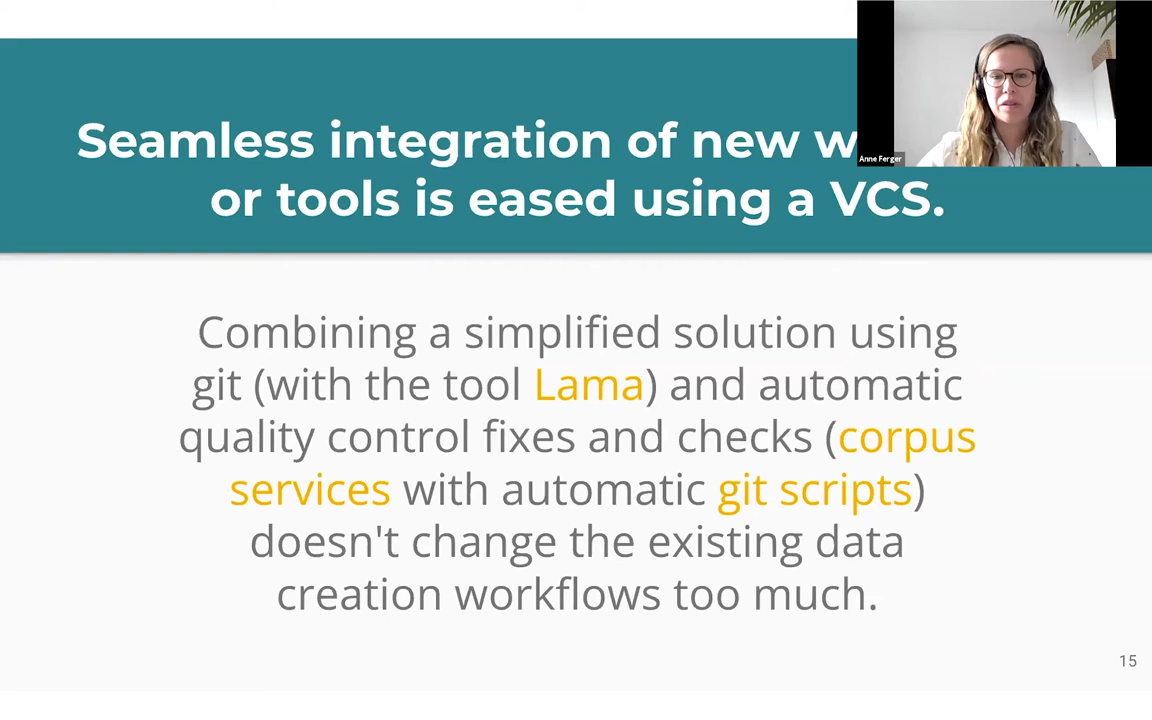 Seamless integration of new
or tools is eased using a VCS.
Anne Ferger
Combining a simplified solution using
git (with the tool Lama) and automatic
quality control fixes and checks (corpus
services with automatic git scripts)
doesn't change the existing data
creation workflows too much.
15